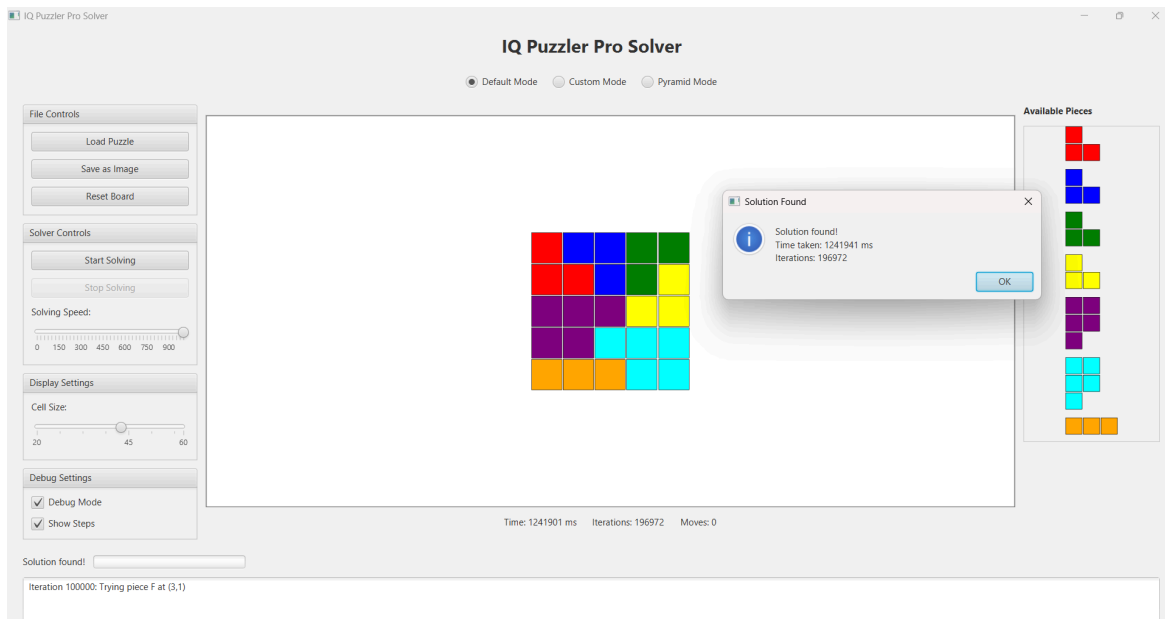 IQ Puzzler Pro Solver
IQ Puzzler Pro Solver
Default Mode Custom Mode Pyramid Mode
File Controls
Load Puzzle
Save as Image
Reset Board
Solver Controls
Start Solving
Stop Solving
Solving Speed:
0 150 300 450 600 750 900
Display Settings
Cell Size:
20 45 60
Debug Settings
Debug Mode
Show Steps
Available Pieces
Solution Found
Solution found!
Time taken: 1241941 ms
Iterations: 196972
OK
Time: 1241901 ms Iterations: 196972 Moves: 0
Solution found!
Iteration 100000: Trying piece F at (3,1)